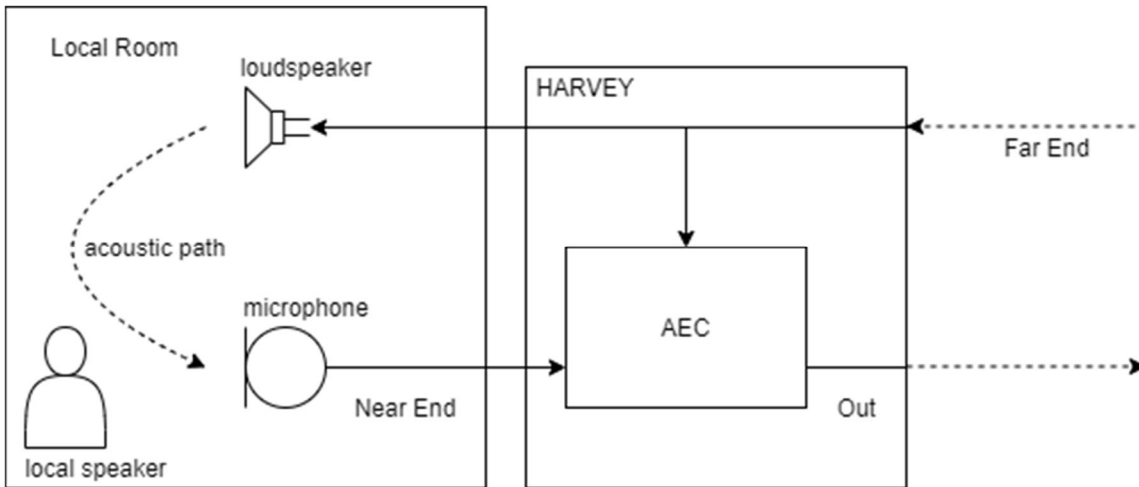 Local Room
loudspeaker
HARVEY
Far End
acoustic path
microphone
AEC
Near End
Out
local speaker